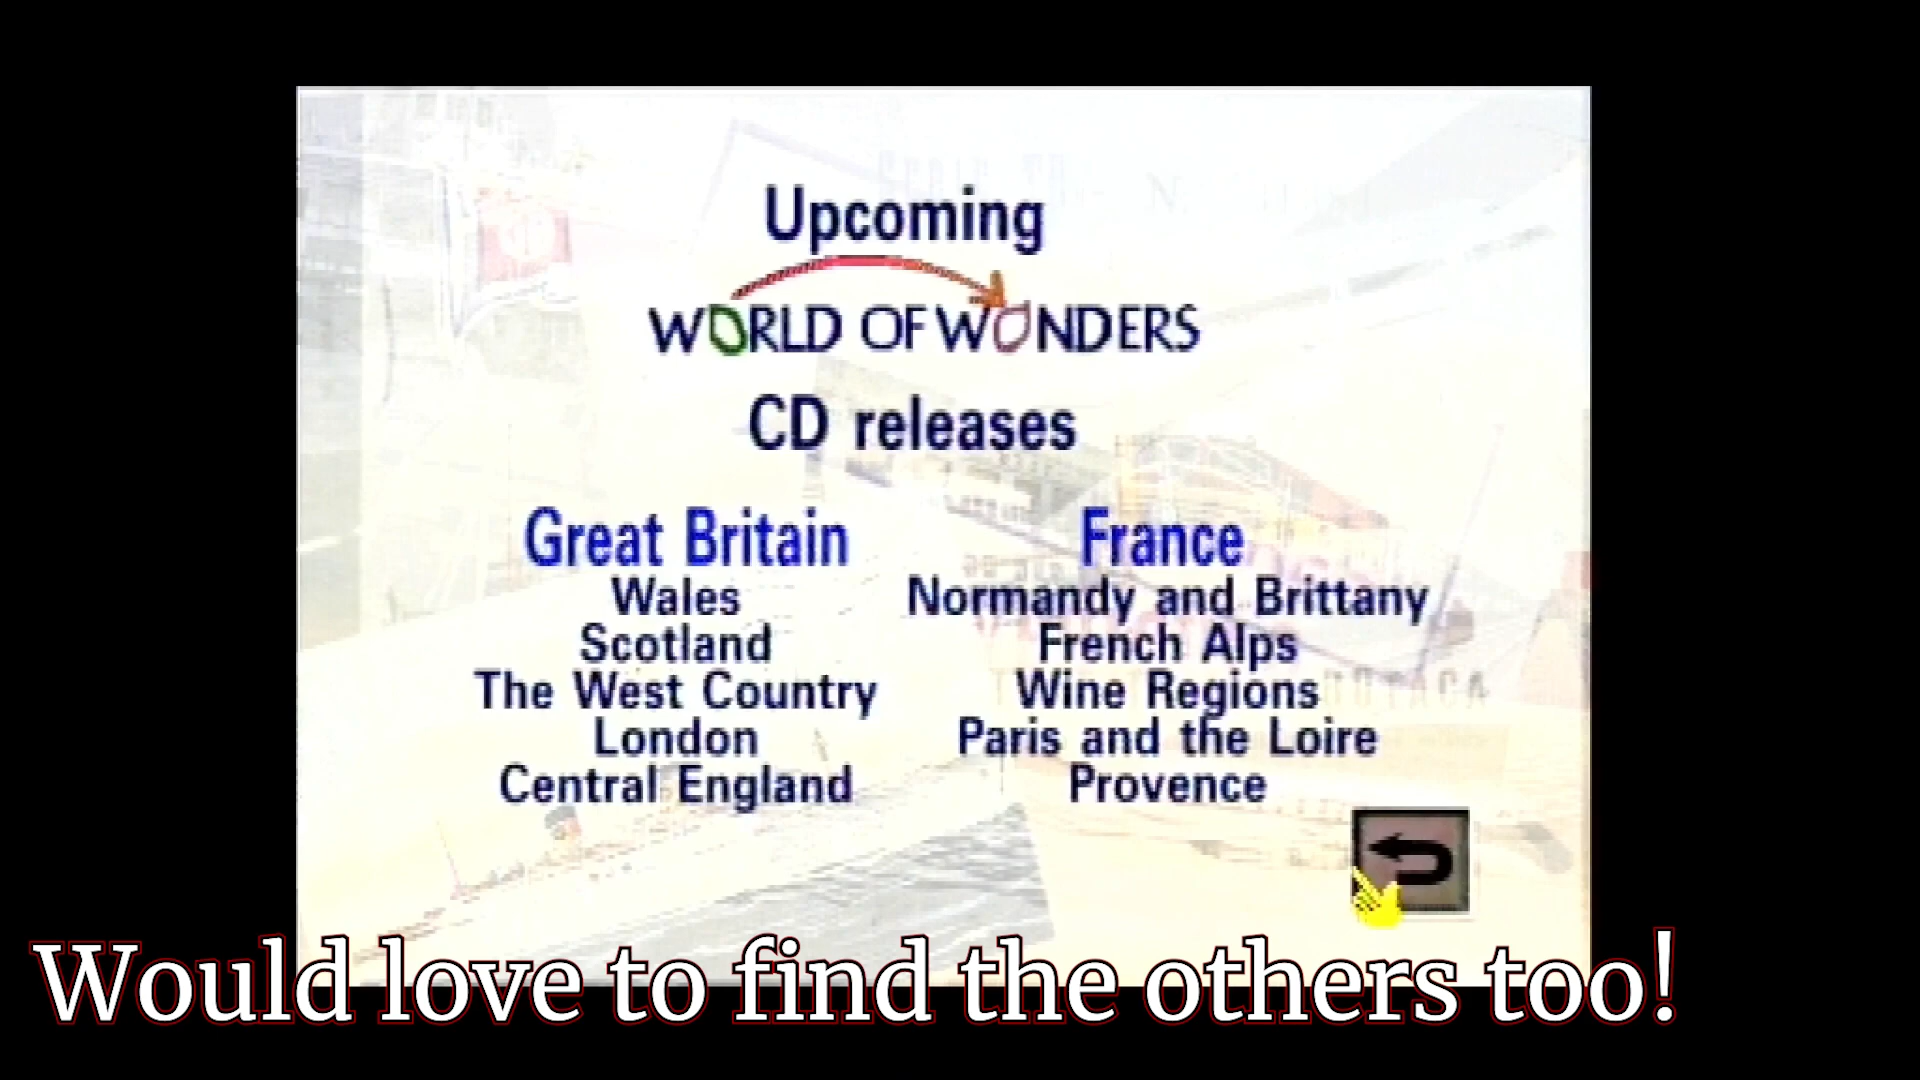 Upcoming
WORLD OF WONDERS
CD releases
Great Britain
Wales
Scotland
The West Country
London
Central England
France
Normandy and Brittany
French Alps
Wine Regions
Paris and the Loire
Provence
Would love to find the others too!